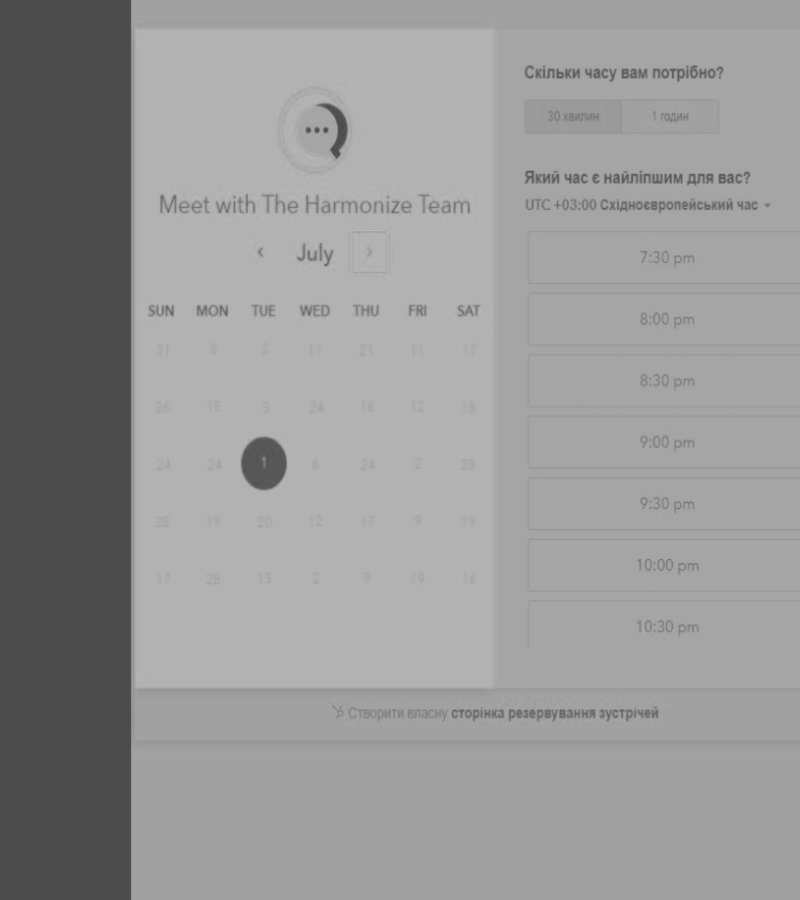 Meet with The Harmonize Team
July
SUN MON TUE WED THU FRI SAT
31 8 2 11 21 11 17
26 15 3 24 16 12 18
24 24 1 6 24 2 28
28 19 20 12 17 9 19
17 28 13 2 9 19 16
Скільки часу вам потрібно?
30 хвилин 1 годин
Який час є найліпшим для вас?
UTC +03:00 Східноєвропейський час
7:30 pm
8:00 pm
8:30 pm
9:00 pm
9:30 pm
10:00 pm
10:30 pm
Створити власну сторінка резервування зустрічей